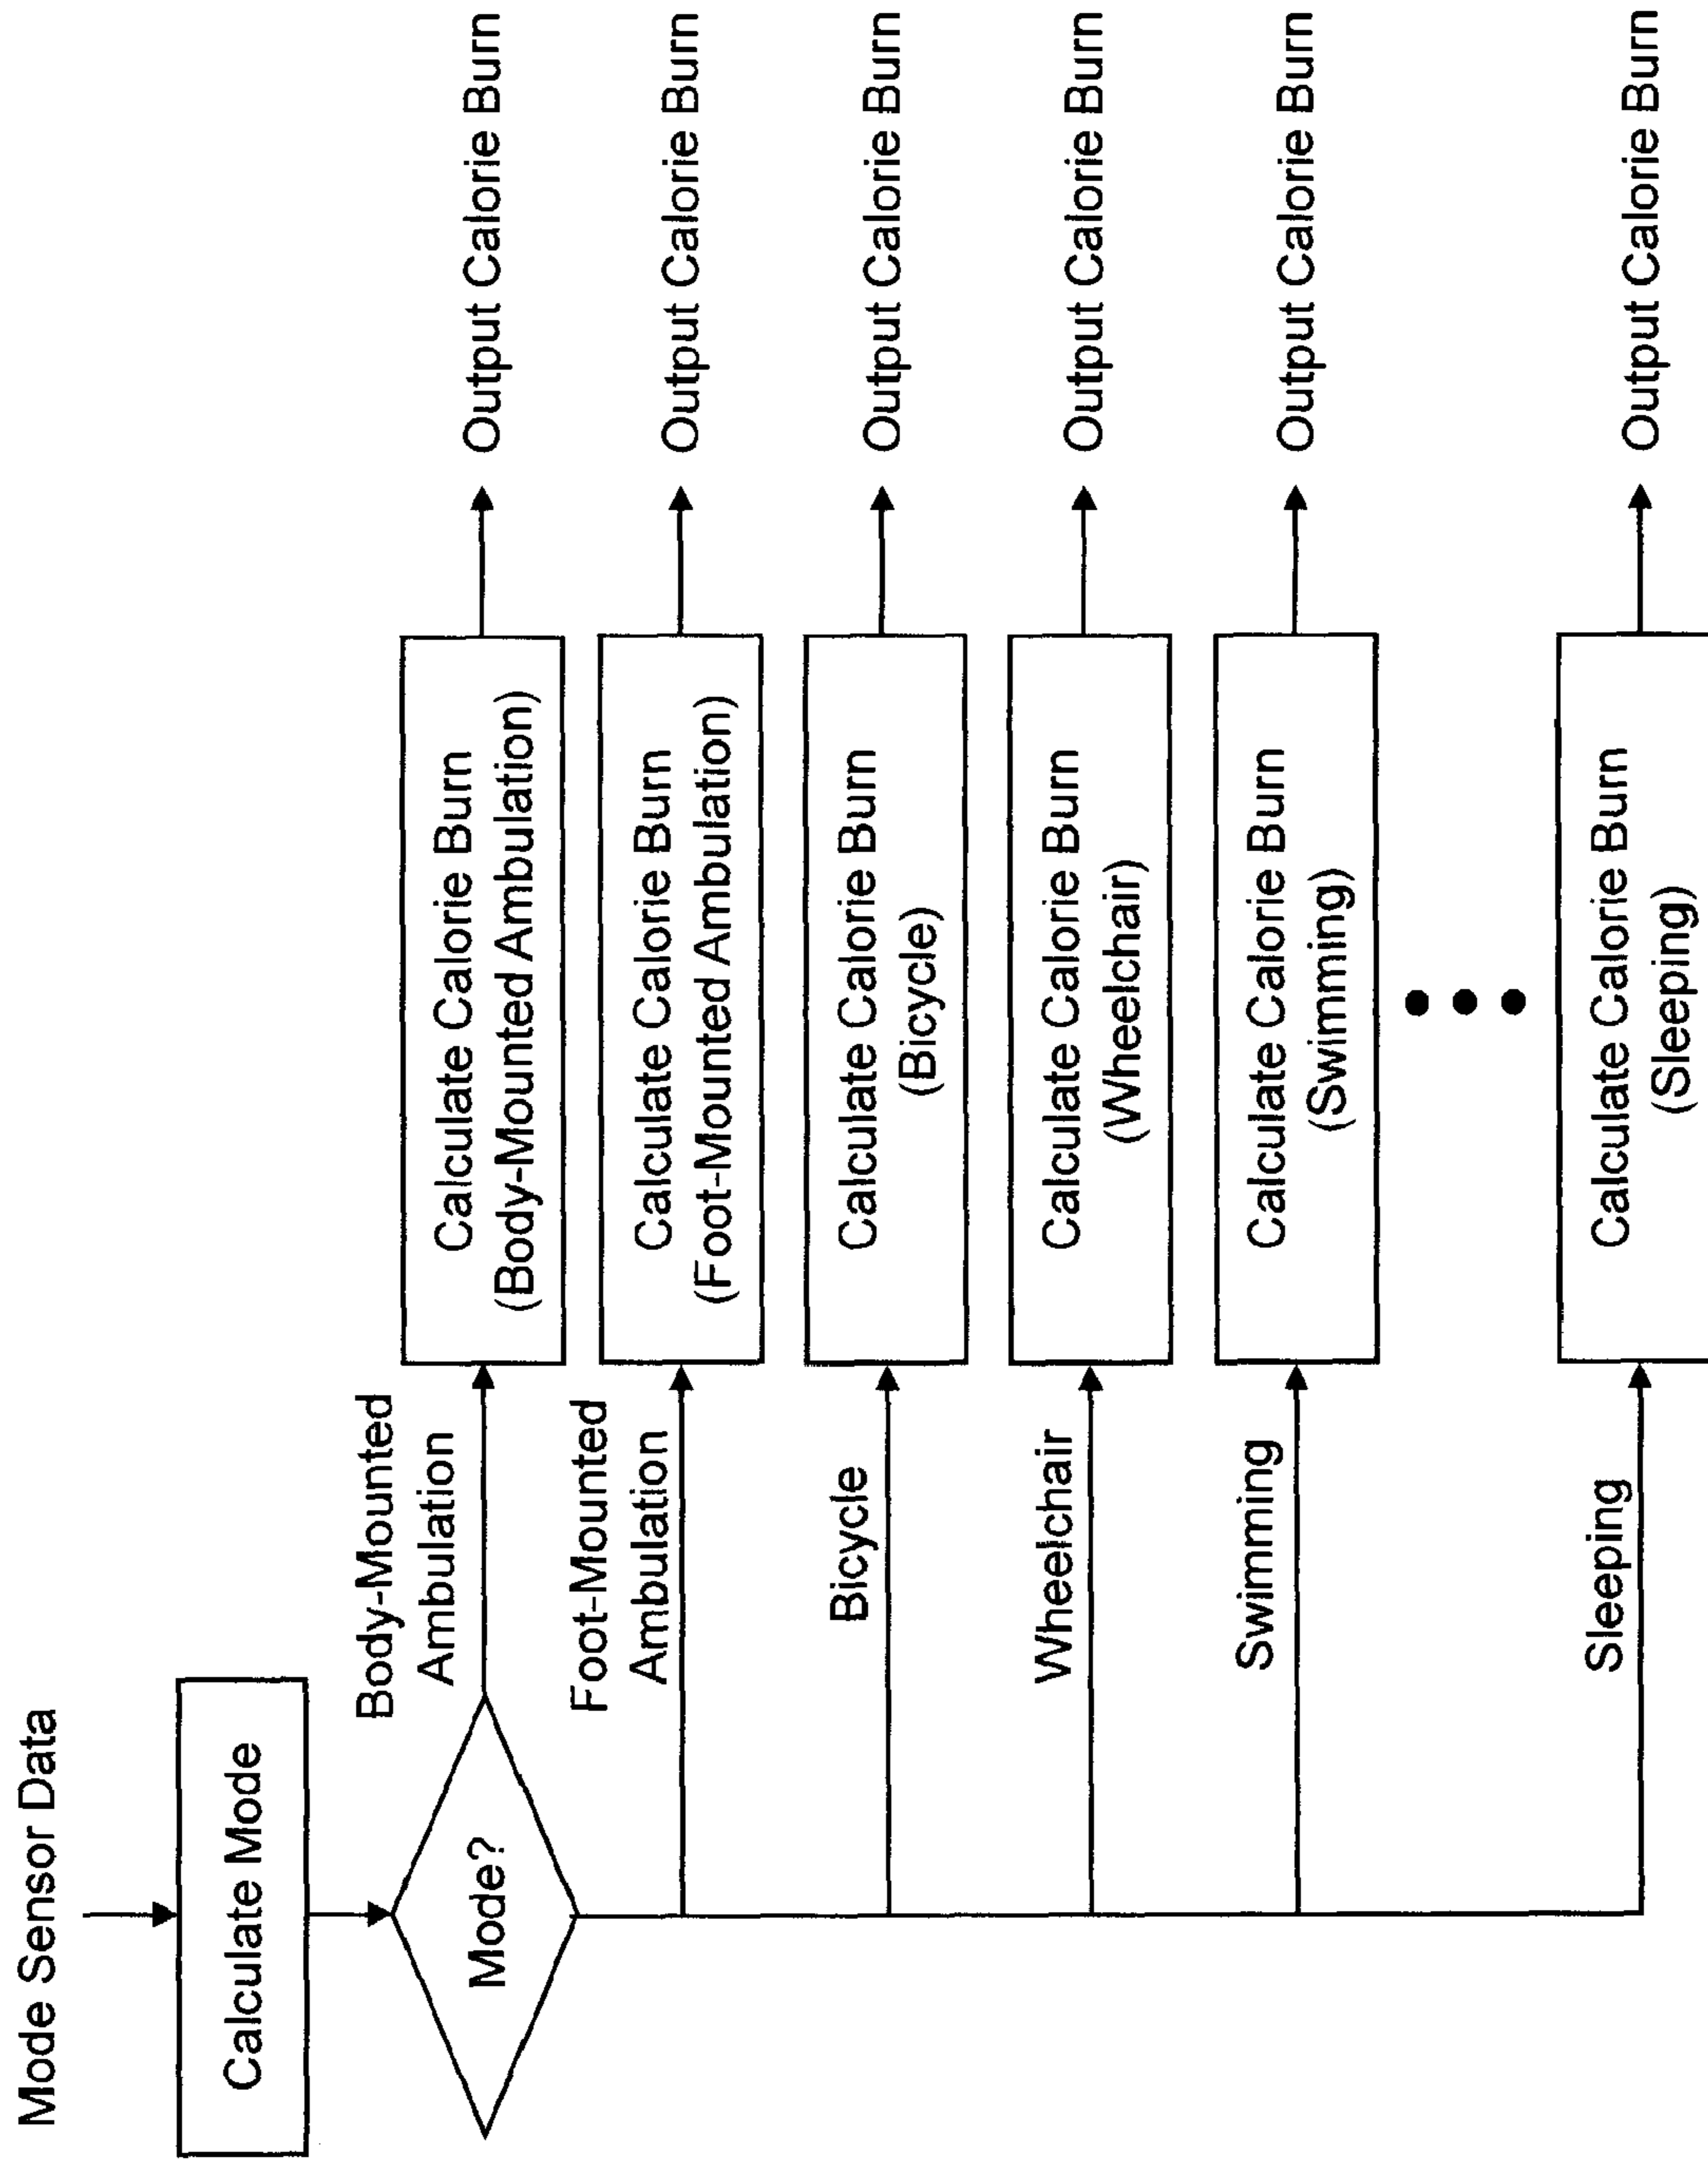 Mode Sensor Data
Calculate Mode
Mode?
Body-Mounted
Ambulation
Calculate Calorie Burn
(Body-Mounted Ambulation)
Output Calorie Burn
Foot-Mounted
Ambulation
Calculate Calorie Burn
(Foot-Mounted Ambulation)
Output Calorie Burn
Bicycle
Calculate Calorie Burn
(Bicycle)
Output Calorie Burn
Wheelchair
Calculate Calorie Burn
(Wheelchair)
Output Calorie Burn
Swimming
Calculate Calorie Burn
(Swimming)
Output Calorie Burn
Sleeping
Calculate Calorie Burn
(Sleeping)
Output Calorie Burn